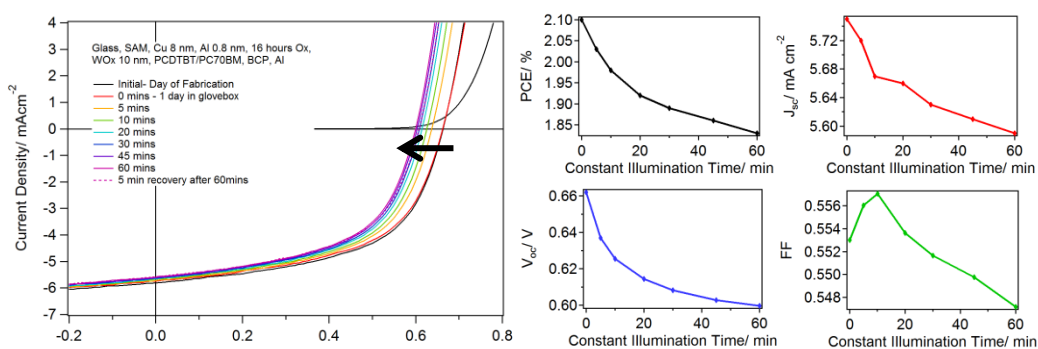 4
3
2
1
0
-1
-2
-3
-4
-5
-6
-7
Current Density/ mAcm⁻²
Glass, SAM, Cu 8 nm, Al 0.8 nm, 16 hours Ox,
WOx 10 nm, PCDTBT/PC70BM, BCP, Al
Initial- Day of Fabrication
0 mins - 1 day in glovebox
5 mins
10 mins
20 mins
30 mins
45 mins
60 mins
5 min recovery after 60mins
-0.2
0.0
0.2
0.4
0.6
0.8
2.10
2.05
2.00
1.95
1.90
1.85
PCE/ %
0
20
40
60
Constant Illumination Time/ min
5.76
5.72
5.68
5.64
5.60
Jsc/ mA cm⁻²
0
20
40
60
Constant Illumination Time/ min
0.66
0.64
0.62
0.60
Voc/ V
0
20
40
60
Constant Illumination Time/ min
0.556
0.554
0.552
0.550
0.548
FF
0
20
40
60
Constant Illumination Time/ min